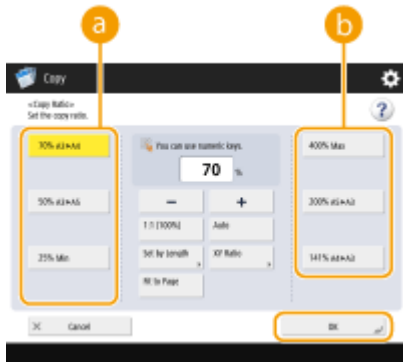 a
b
Copy
<Copy Ratio>
Set the copy ratio.
?
70% A3▸A4
You can use numeric keys.
400% Max
70 %
50% A3▸A5
−
+
200% A5▸A3
1:1 (100%)
Auto
25% Min
Set by Length
XY Ratio
141% A4▸A3
Fit to Page
× Cancel
OK